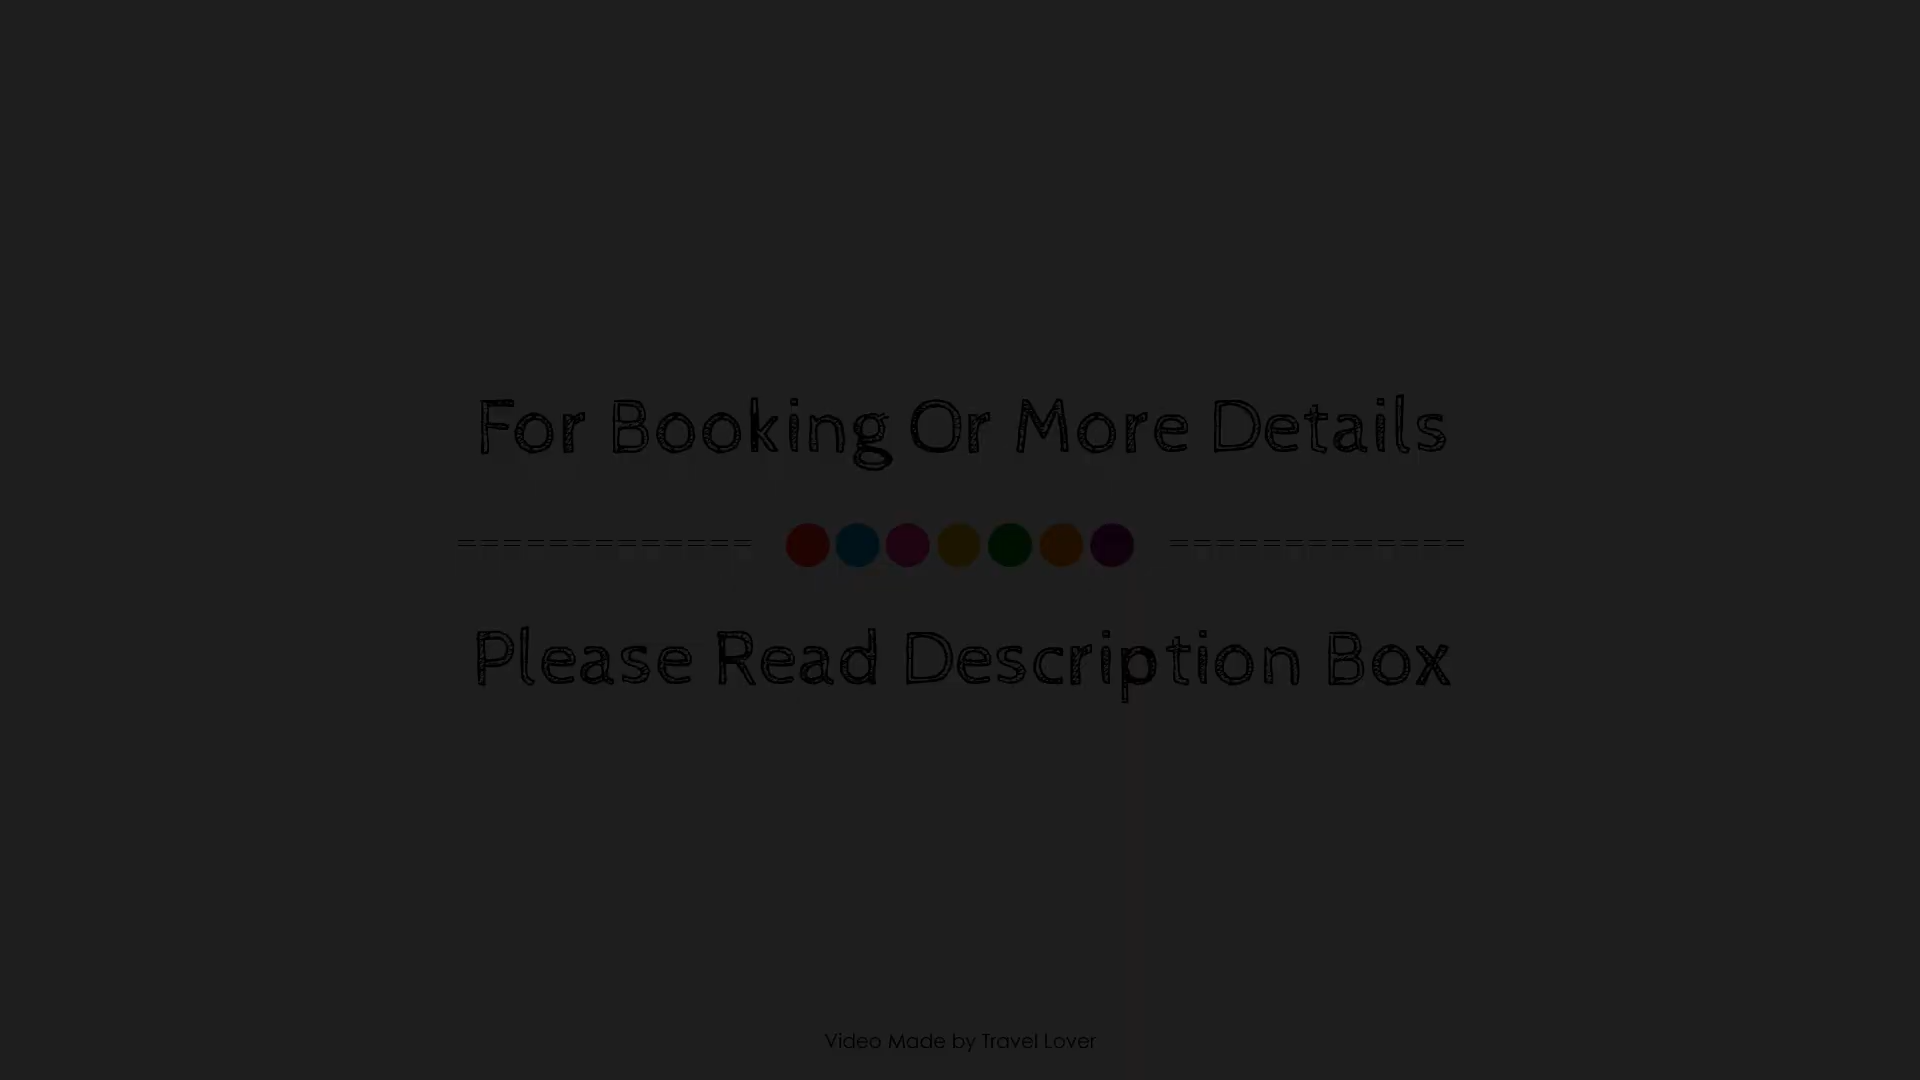 For Booking Or More Details
============= =============
Please Read Description Box
Video Made by Travel Lover